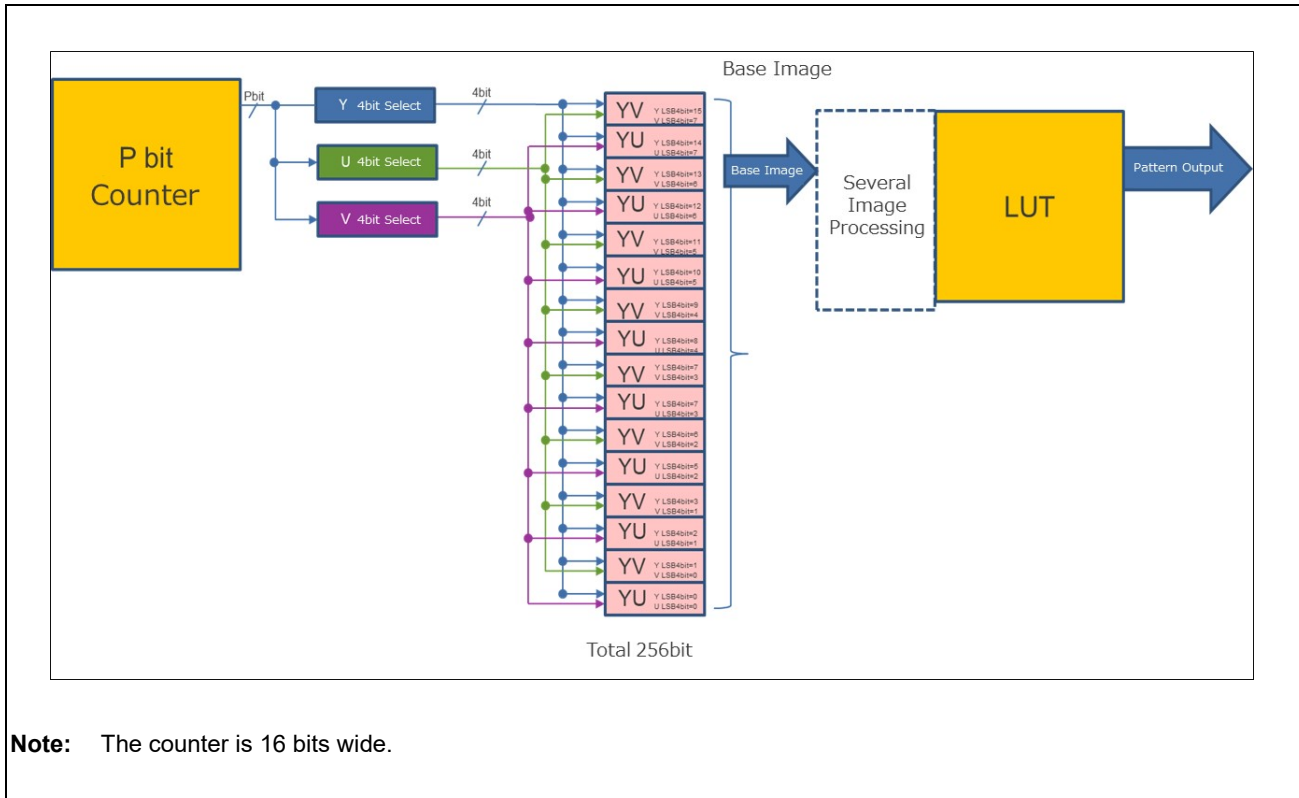 Base Image
P bit
Counter
Pbit
Y 4bit Select
4bit
U 4bit Select
4bit
V 4bit Select
4bit
YV Y LSB4bit=15
V LSB4bit=7
YU Y LSB4bit=14
U LSB4bit=7
YV Y LSB4bit=13
V LSB4bit=6
YU Y LSB4bit=12
U LSB4bit=6
YV Y LSB4bit=11
V LSB4bit=5
YU Y LSB4bit=10
U LSB4bit=5
YV Y LSB4bit=9
V LSB4bit=4
YU Y LSB4bit=8
U LSB4bit=4
YV Y LSB4bit=7
V LSB4bit=3
YU Y LSB4bit=7
U LSB4bit=3
YV Y LSB4bit=6
V LSB4bit=2
YU Y LSB4bit=5
U LSB4bit=2
YV Y LSB4bit=3
V LSB4bit=1
YU Y LSB4bit=2
U LSB4bit=1
YV Y LSB4bit=1
V LSB4bit=0
YU Y LSB4bit=0
U LSB4bit=0
Total 256bit
Base Image
Several
Image
Processing
LUT
Pattern Output
Note: The counter is 16 bits wide.